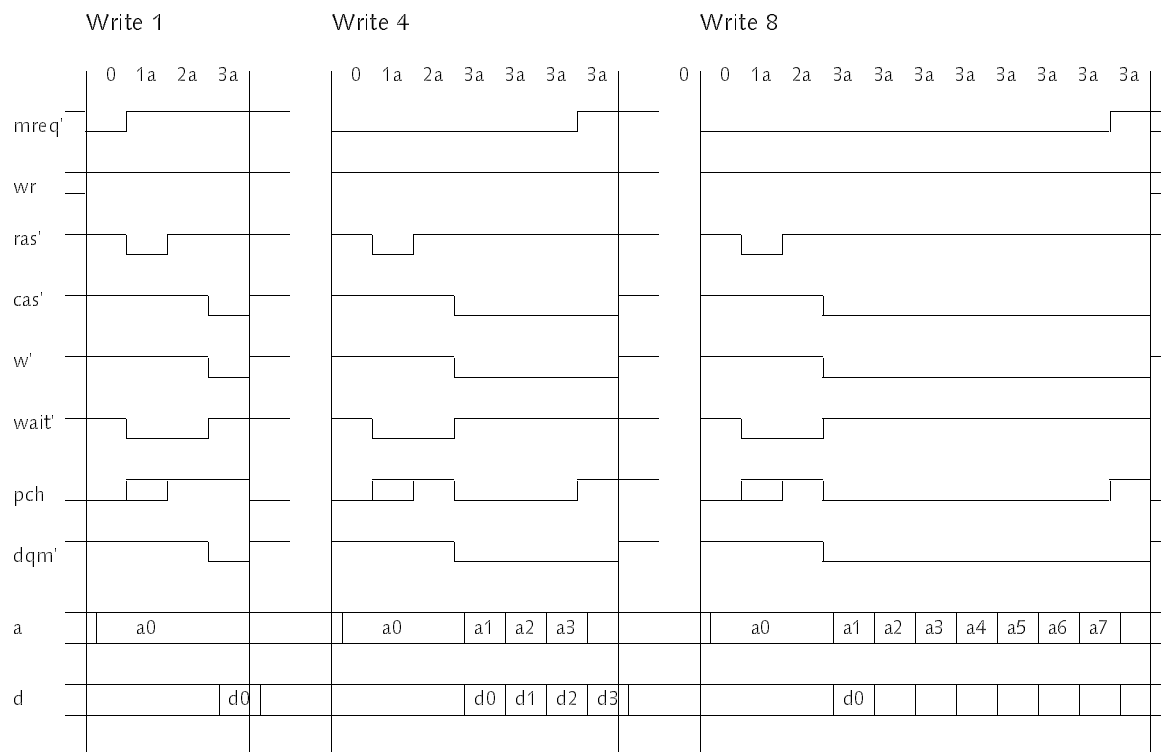 Write 1 Write 4 Write 8
0 1a 2a 3a 0 1a 2a 3a 3a 3a 3a 0 0 1a 2a 3a 3a 3a 3a 3a 3a 3a 3a
mreq'
wr
ras'
cas'
w'
wait'
pch
dqm'
a a0 a0 a1 a2 a3 a0 a1 a2 a3 a4 a5 a6 a7
d d0 d0 d1 d2 d3 d0